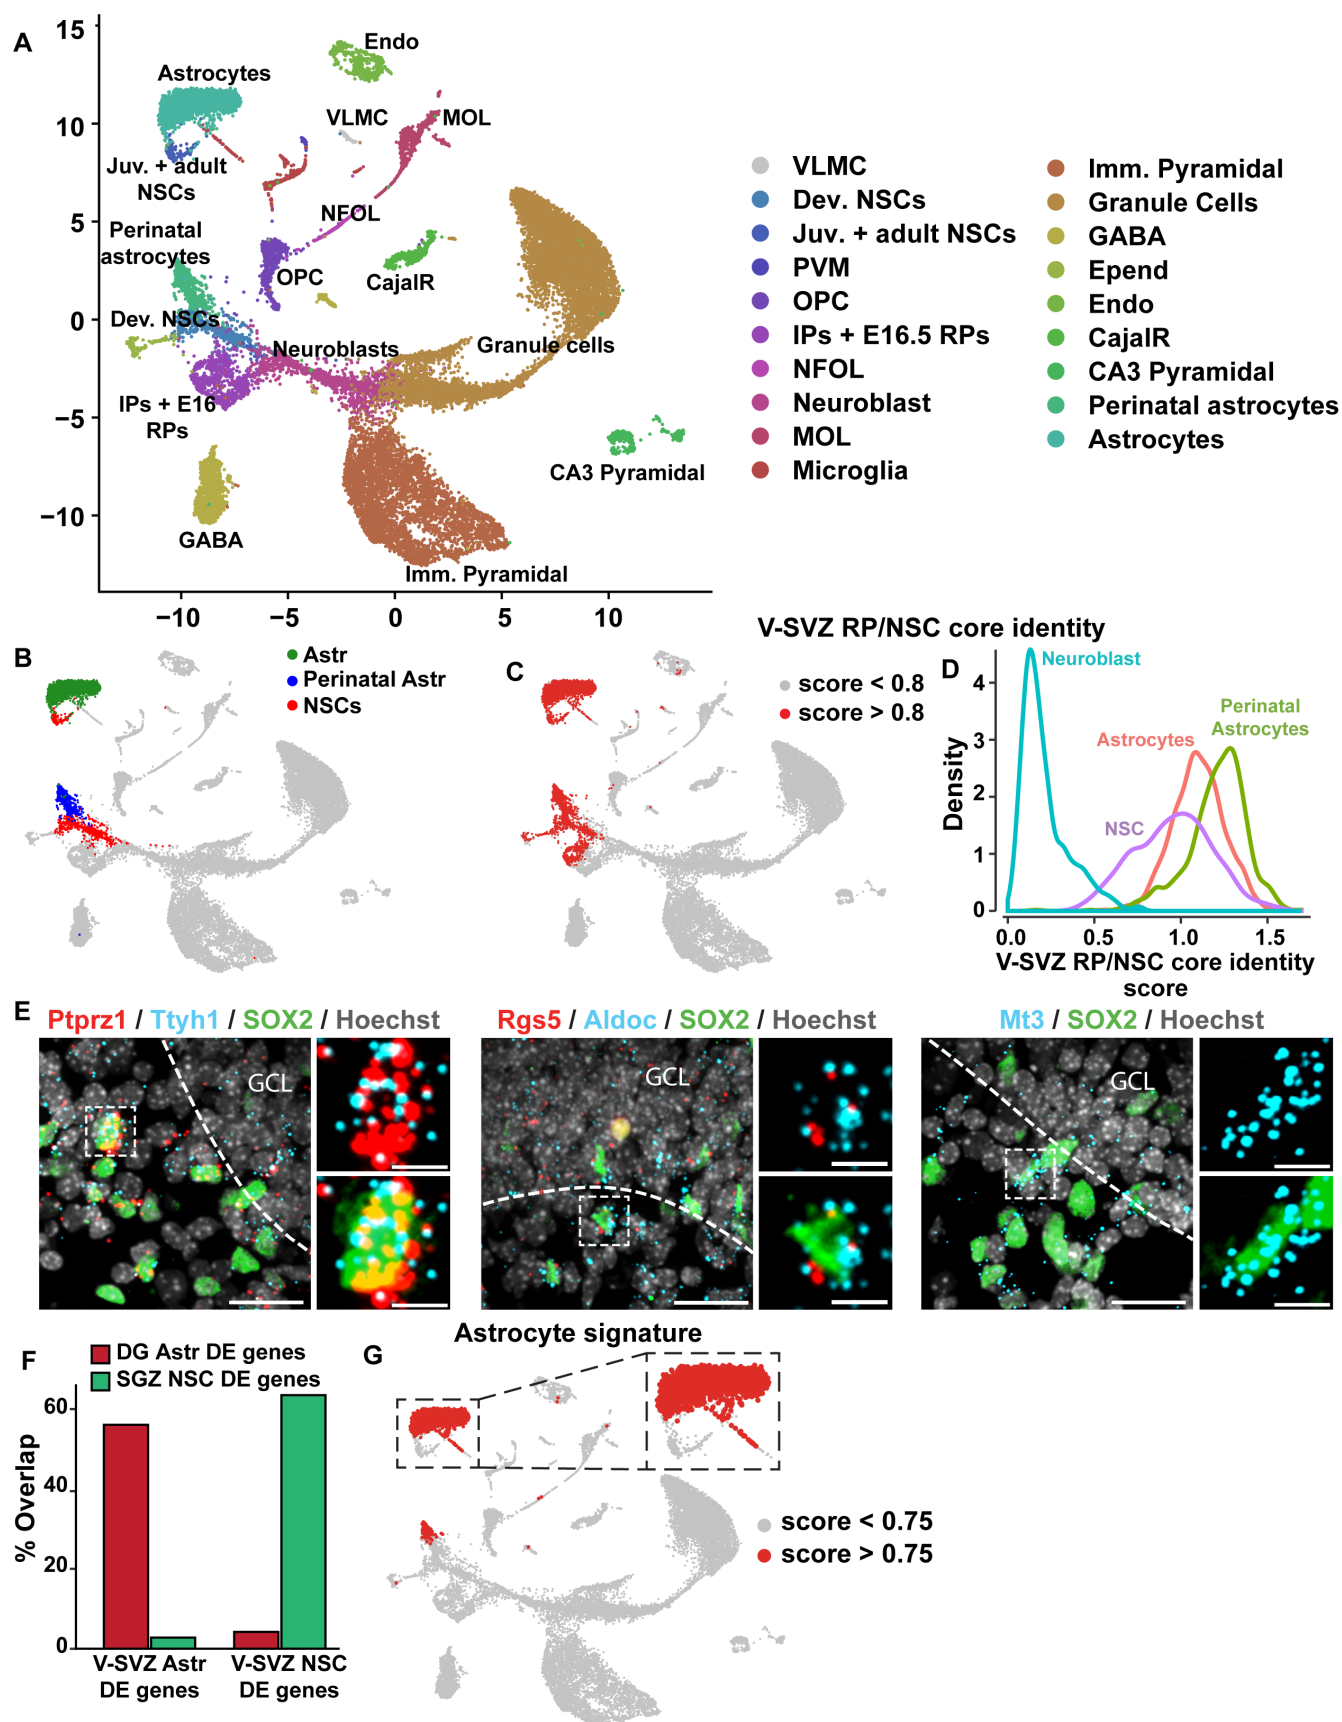 A
15
10
5
0
−5
−10
−10
−5
0
5
10
Endo
Astrocytes
VLMC
MOL
Juv. + adult
NSCs
NFOL
Perinatal
astrocytes
OPC
CajalR
Dev. NSCs
Neuroblasts
Granule cells
IPs + E16
RPs
CA3 Pyramidal
GABA
Imm. Pyramidal
VLMC
Dev. NSCs
Juv. + adult NSCs
PVM
OPC
IPs + E16.5 RPs
NFOL
Neuroblast
MOL
Microglia
Imm. Pyramidal
Granule Cells
GABA
Epend
Endo
CajalR
CA3 Pyramidal
Perinatal astrocytes
Astrocytes
B
Astr
Perinatal Astr
NSCs
V-SVZ RP/NSC core identity
C
score < 0.8
score > 0.8
D
Neuroblast
Perinatal
Astrocytes
Astrocytes
NSC
Density
4
3
2
1
0
0.0
0.5
1.0
1.5
V-SVZ RP/NSC core identity
score
E
Ptprz1 / Ttyh1 / SOX2 / Hoechst
Rgs5 / Aldoc / SOX2 / Hoechst
Mt3 / SOX2 / Hoechst
GCL
GCL
GCL
F
DG Astr DE genes
SGZ NSC DE genes
% Overlap
60
40
20
0
V-SVZ Astr
DE genes
V-SVZ NSC
DE genes
Astrocyte signature
G
score < 0.75
score > 0.75